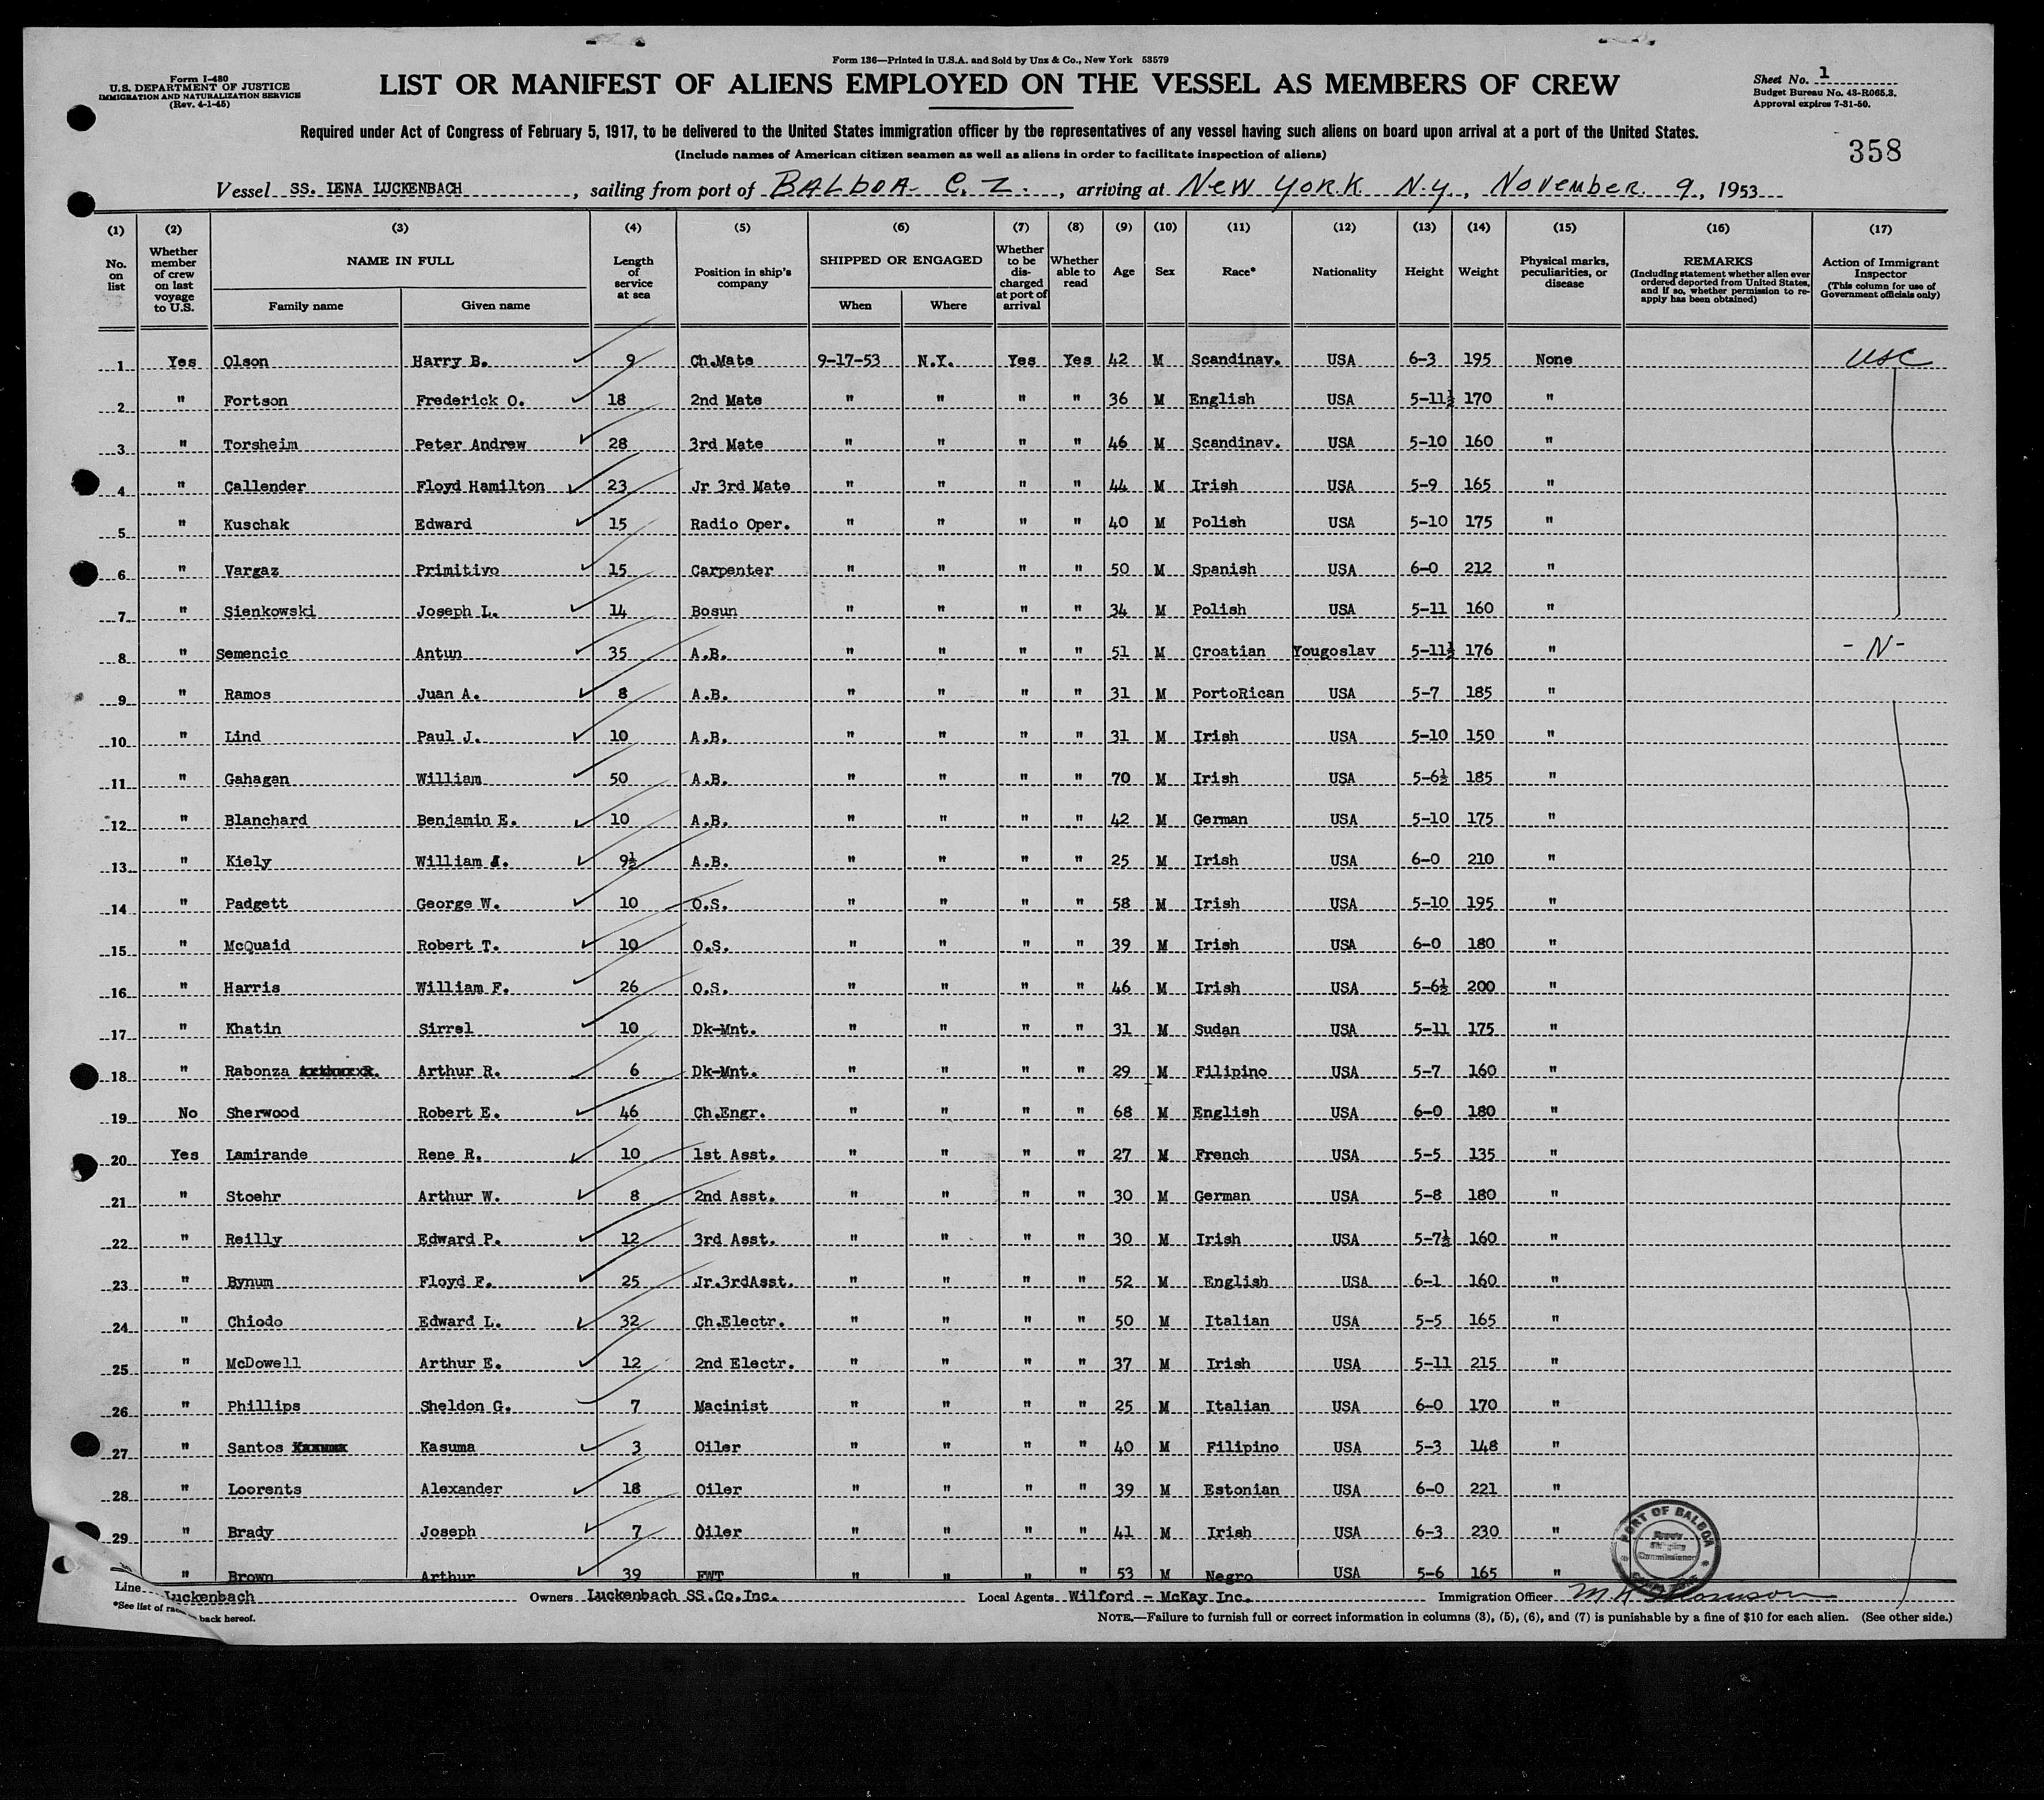 Form 136—Printed in U.S.A. and Sold by Unz & Co., New York 53579
Form I-480
U.S. DEPARTMENT OF JUSTICE
IMMIGRATION AND NATURALIZATION SERVICE
(Rev. 4-1-45)
LIST OR MANIFEST OF ALIENS EMPLOYED ON THE VESSEL AS MEMBERS OF CREW
Sheet No. 1
Budget Bureau No. 43-R065.3.
Approval expires 7-31-50.
Required under Act of Congress of February 5, 1917, to be delivered to the United States immigration officer by the representatives of any vessel having such aliens on board upon arrival at a port of the United States.
(Include names of American citizen seamen as well as aliens in order to facilitate inspection of aliens)
358
Vessel SS. LENA LUCKENBACH, sailing from port of BALBOA C.Z., arriving at NEW YORK N.Y., NOVEMBER 9, 1953
(1) (2) (3) (4) (5) (6) (7) (8) (9) (10) (11) (12) (13) (14) (15) (16) (17)
No. on list
Whether member of crew on last voyage to U.S.
NAME IN FULL
Family name Given name
Length of service at sea
Position in ship's company
SHIPPED OR ENGAGED
When Where
Whether to be discharged at port of arrival
Whether able to read
Age
Sex
Race*
Nationality
Height
Weight
Physical marks, peculiarities, or disease
REMARKS
(Including statement whether alien ever ordered deported from United States, and if so, whether permission to re-apply has been obtained)
Action of Immigrant Inspector
(This column for use of Government officials only)
1 Yes Olson Harry B. 9 Ch.Mate 9-17-53 N.Y. Yes Yes 42 M Scandinav. USA 6-3 195 None USC
2 " Fortson Frederick O. 18 2nd Mate " " " " 36 M English USA 5-11½ 170 "
3 " Torsheim Peter Andrew 28 3rd Mate " " " " 46 M Scandinav. USA 5-10 160 "
4 " Callender Floyd Hamilton 23 Jr 3rd Mate " " " " 44 M Irish USA 5-9 165 "
5 " Kuschak Edward 15 Radio Oper. " " " " 40 M Polish USA 5-10 175 "
6 " Vargaz Primitivo 15 Carpenter " " " " 50 M Spanish USA 6-0 212 "
7 " Sienkowski Joseph L. 14 Bosun " " " " 34 M Polish USA 5-11 160 "
8 " Semencic Antun 35 A.B. " " " " 51 M Croatian Yougoslav 5-11½ 176 " - N -
9 " Ramos Juan A. 8 A.B. " " " " 31 M PortoRican USA 5-7 185 "
10 " Lind Paul J. 10 A.B. " " " " 31 M Irish USA 5-10 150 "
11 " Gahagan William 50 A.B. " " " " 70 M Irish USA 5-6½ 185 "
12 " Blanchard Benjamin E. 10 A.B. " " " " 42 M German USA 5-10 175 "
13 " Kiely William 9½ A.B. " " " " 25 M Irish USA 6-0 210 "
14 " Padgett George W. 10 O.S. " " " " 58 M Irish USA 5-10 195 "
15 " McQuaid Robert T. 10 O.S. " " " " 39 M Irish USA 6-0 180 "
16 " Harris William F. 26 O.S. " " " " 46 M Irish USA 5-6½ 200 "
17 " Khatin Sirrel 10 Dk-Mnt. " " " " 31 M Sudan USA 5-11 175 "
18 " Rabonza Arthur R. 6 Dk-Mnt. " " " " 29 M Filipino USA 5-7 160 "
19 No Sherwood Robert E. 46 Ch.Engr. " " " " 68 M English USA 6-0 180 "
20 Yes Lamirande Rene R. 10 1st Asst. " " " " 27 M French USA 5-5 135 "
21 " Stoehr Arthur W. 8 2nd Asst. " " " " 30 M German USA 5-8 180 "
22 " Reilly Edward P. 12 3rd Asst. " " " " 30 M Irish USA 5-7½ 160 "
23 " Bynum Floyd F. 25 Jr.3rdAsst. " " " " 52 M English USA 6-1 160 "
24 " Chiodo Edward L. 32 Ch.Electr. " " " " 50 M Italian USA 5-5 165 "
25 " McDowell Arthur E. 12 2nd Electr. " " " " 37 M Irish USA 5-11 215 "
26 " Phillips Sheldon G. 7 Macinist " " " " 25 M Italian USA 6-0 170 "
27 " Santos Kasuma 3 Oiler " " " " 40 M Filipino USA 5-3 148 "
28 " Loorents Alexander 18 Oiler " " " " 39 M Estonian USA 6-0 221 "
29 " Brady Joseph 7 Oiler " " " " 41 M Irish USA 6-3 230 "
" Brown Arthur 39 FWT " " " " 53 M Negro USA 5-6 165 "
PORT OF BALBOA
Shipping
Commissioner
CANAL ZONE
Line Luckenbach Owners Luckenbach SS.Co.Inc. Local Agents Wilford - McKay Inc. Immigration Officer
*See list of back hereof.
NOTE.—Failure to furnish full or correct information in columns (3), (5), (6), and (7) is punishable by a fine of $10 for each alien. (See other side.)